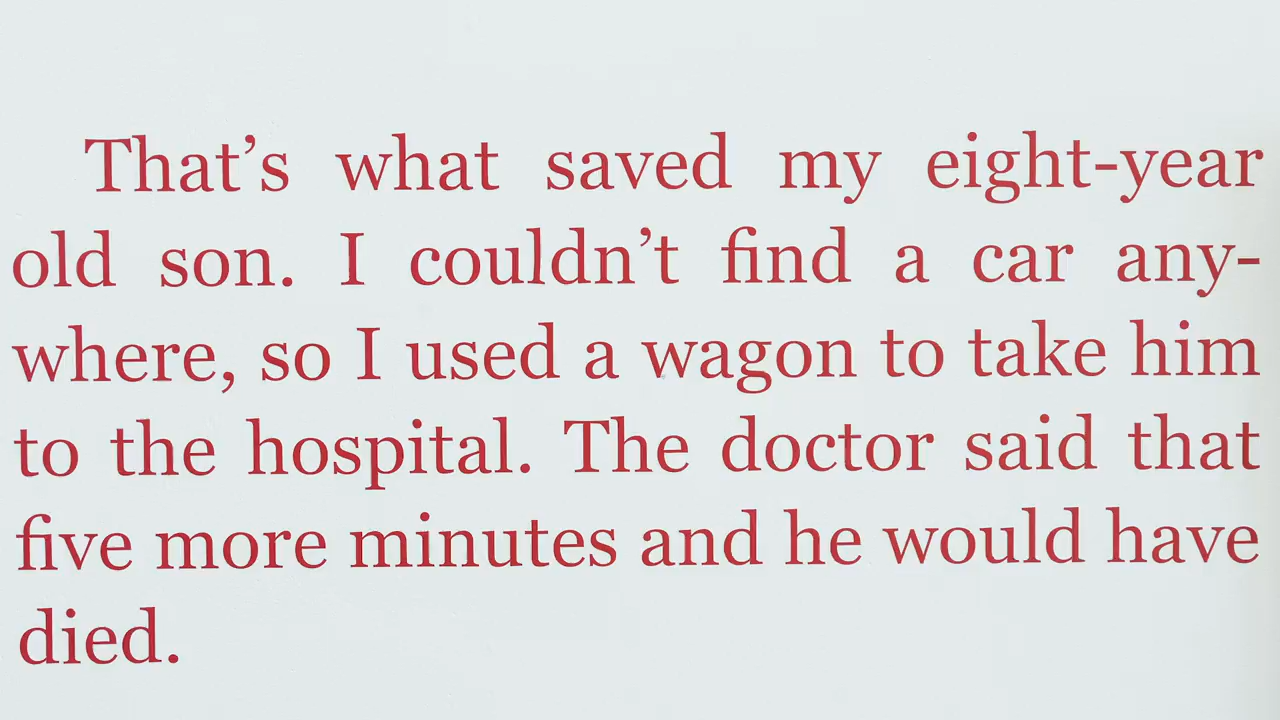 That’s what saved my eight-year
old son. I couldn’t find a car any-
where, so I used a wagon to take him
to the hospital. The doctor said that
five more minutes and he would have
died.